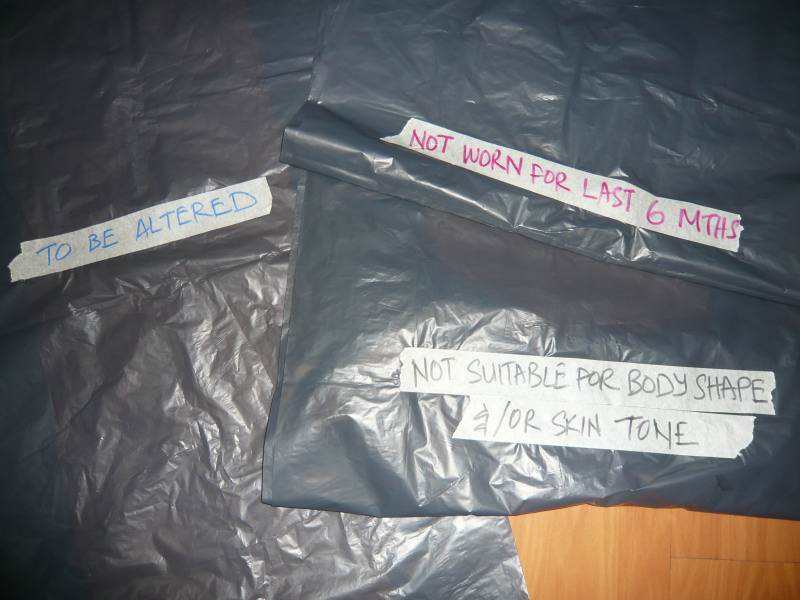 NOT WORN FOR LAST 6 MTHS
TO BE ALTERED
NOT SUITABLE FOR BODY SHAPE
&/OR SKIN TONE